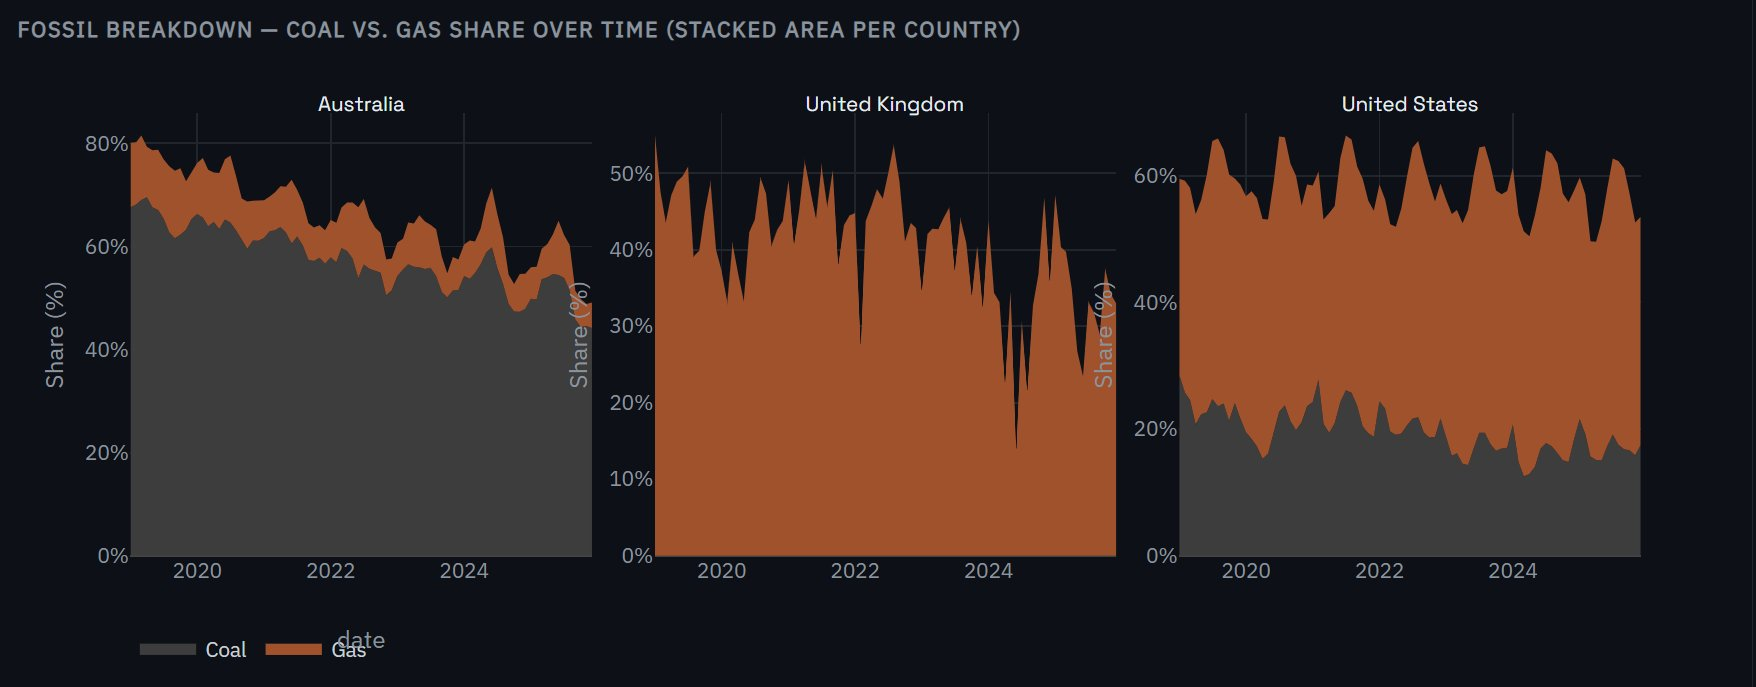 FOSSIL BREAKDOWN — COAL VS. GAS SHARE OVER TIME (STACKED AREA PER COUNTRY)
Australia
United Kingdom
United States
Share (%)
80%
60%
40%
20%
0%
2020
2022
2024
Share (%)
50%
40%
30%
20%
10%
0%
2020
2022
2024
Share (%)
60%
40%
20%
0%
2020
2022
2024
date
Coal
Gas